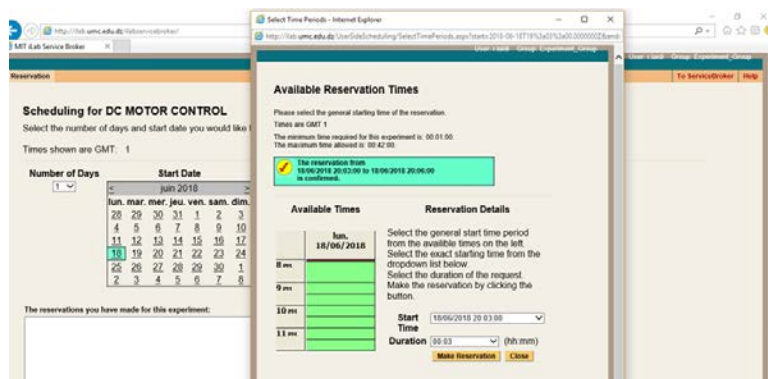 Select Time Periods - Internet Explorer
http://ilab.umc.edu.dz/ilabservicebroker/
MIT iLab Service Broker
Reservation
To ServiceBroker Help
Scheduling for DC MOTOR CONTROL
Select the number of days and start date you would like
Times shown are GMT: 1
Number of Days
Start Date
1
< juin 2018 >
lun. mar. mer. jeu. ven. sam. dim.
28 29 30 31 1 2 3
4 5 6 7 8 9 10
11 12 13 14 15 16 17
18 19 20 21 22 23 24
25 26 27 28 29 30 1
2 3 4 5 6 7 8
The reservations you have made for this experiment:
Group: Experiment_Group
Available Reservation Times
Please select the general starting time of the reservation.
Times are GMT 1
The minimum time required for this experiment is: 00:01:00.
The maximum time allowed is: 00:42:00.
The reservation from
18/06/2018 20:03:00 to 18/06/2018 20:06:00
is confirmed.
Available Times
lun.
18/06/2018
8 PM
9 PM
10 PM
11 PM
Reservation Details
Select the general start time period
from the availible times on the left.
Select the exact starting time from the
dropdown list below.
Select the duration of the request.
Make the reservation by clicking the
button.
Start Time 18/06/2018 20:03:00
Duration 00:03 (hh:mm)
Make Reservation Close